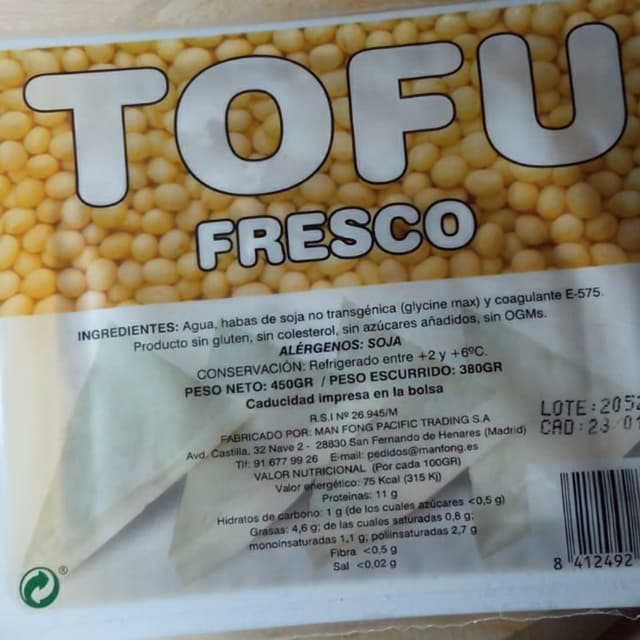 TOFU
FRESCO
INGREDIENTES: Agua, habas de soja no transgénica (glycine max) y coagulante E-575.
Producto sin gluten, sin colesterol, sin azúcares añadidos, sin OGMs.
ALÉRGENOS: SOJA
CONSERVACIÓN: Refrigerado entre +2 y +6ºC.
PESO NETO: 450GR / PESO ESCURRIDO: 380GR
Caducidad impresa en la bolsa
R.S.I Nº 26.945/M
FABRICADO POR: MAN FONG PACIFIC TRADING S.A
Avd. Castilla, 32 Nave 2 - 28830 San Fernando de Henares (Madrid)
Tlf: 91 677 99 26 E-mail: pedidos@manfong.es
VALOR NUTRICIONAL (Por cada 100GR)
Valor energético: 75 Kcal (315 Kj)
Proteinas: 11 g
Hidratos de carbono: 1 g (de los cuales azúcares <0,5 g)
Grasas: 4,6 g; de las cuales saturadas 0,8 g;
monoinsaturadas 1,1 g; poliinsaturadas 2,7 g
Fibra <0,5 g
Sal <0,02 g
LOTE:2052
CAD:23/01
®
8 412492